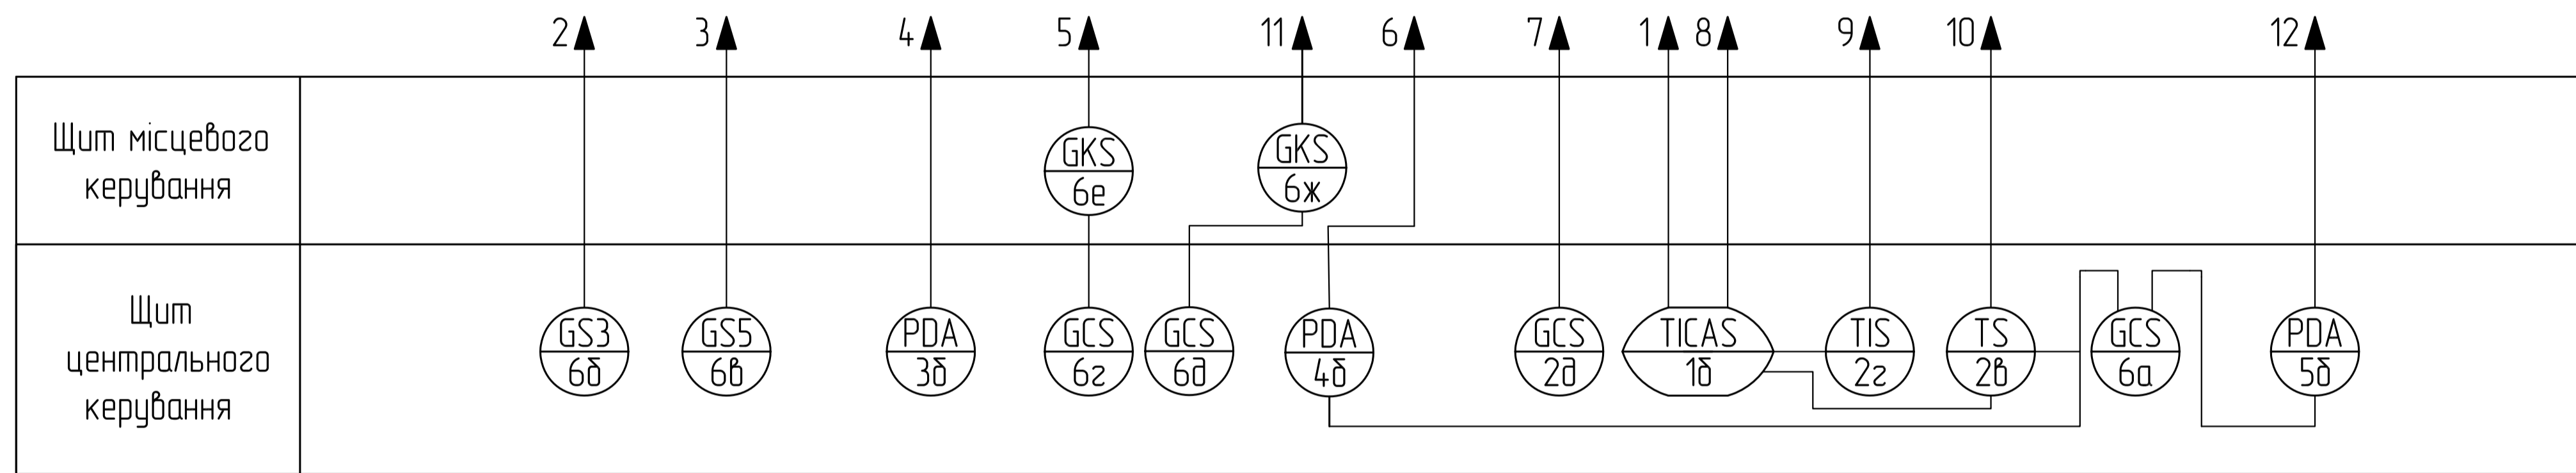 2 3 4 5 11 6 7 1 8 9 10 12
Щит місцевого
керування
GKS GKS
6е 6ж
Щит
центрального
керування
GS3 GS5 PDA GCS GCS PDA GCS TICAS TIS TS GCS PDA
6б 6в 3б 6г 6д 4б 2д 1б 2г 2в 6а 5б